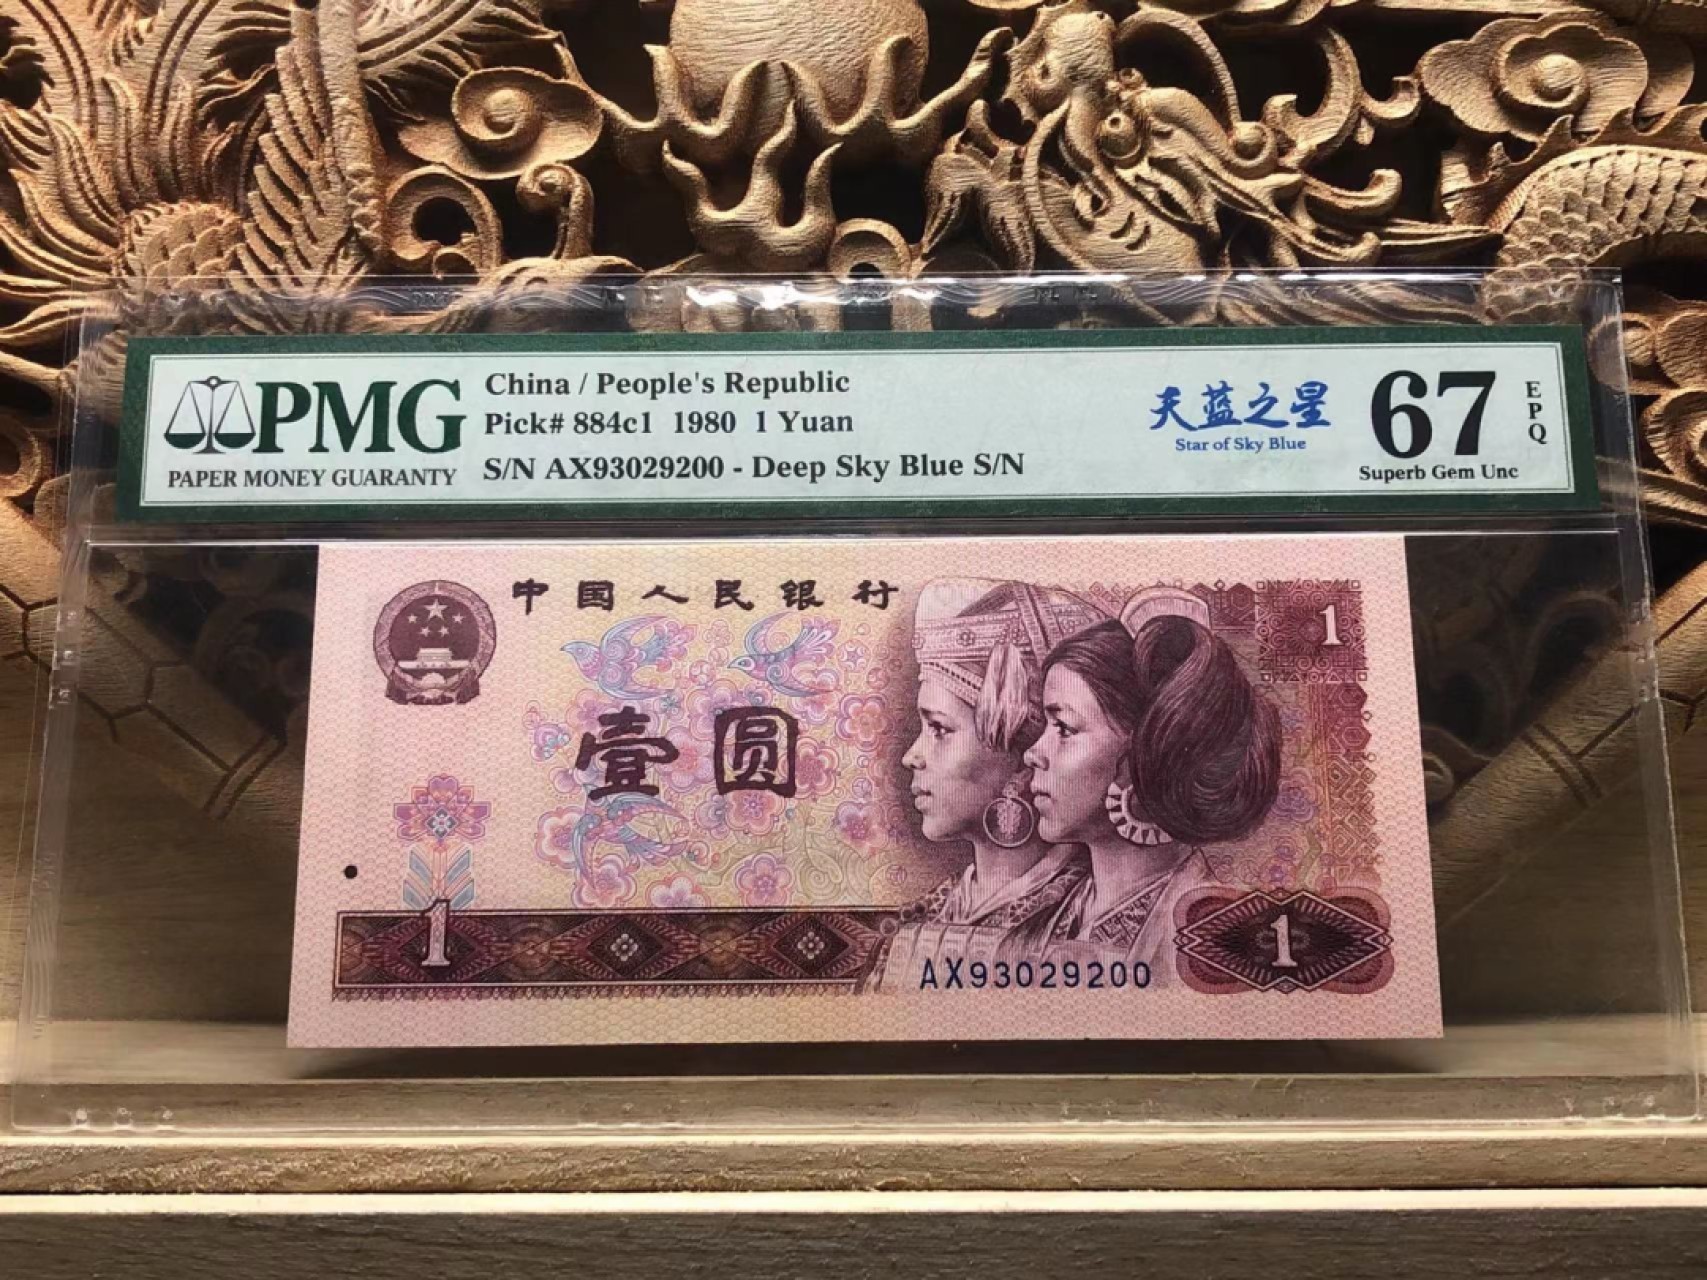 PMG
PAPER MONEY GUARANTY
China / People's Republic
Pick# 884c1 1980 1 Yuan
S/N AX93029200 - Deep Sky Blue S/N
天蓝之星
Star of Sky Blue
67
EPQ
Superb Gem Unc
中国人民银行
1
壹圆
1
AX93029200
1